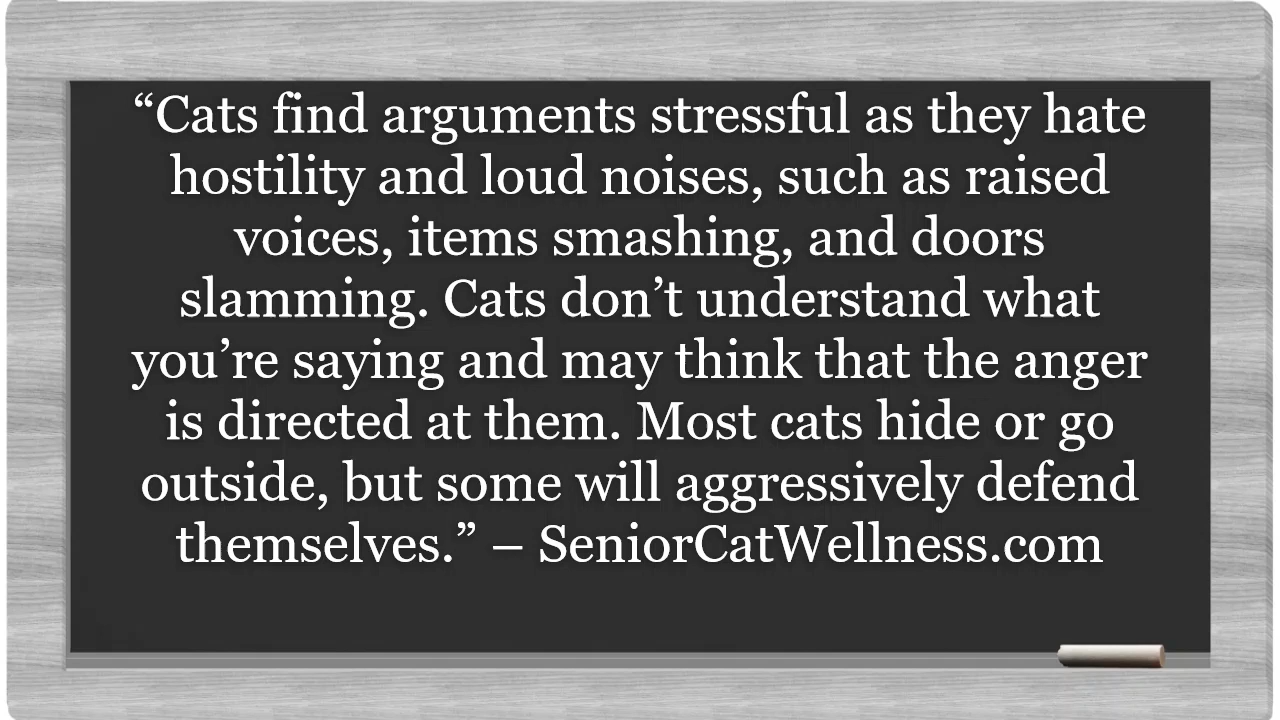 “Cats find arguments stressful as they hate
hostility and loud noises, such as raised
voices, items smashing, and doors
slamming. Cats don’t understand what
you’re saying and may think that the anger
is directed at them. Most cats hide or go
outside, but some will aggressively defend
themselves.” – SeniorCatWellness.com